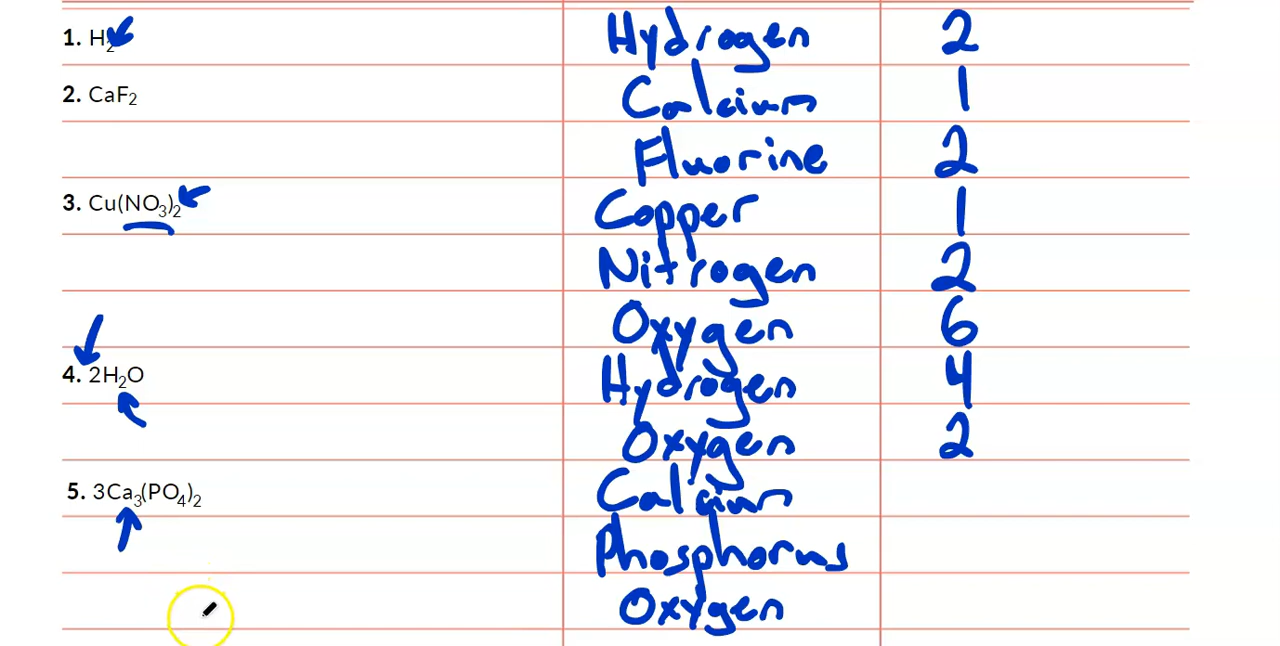 1. H₂ Hydrogen 2
2. CaF₂ Calcium 1
Fluorine 2
3. Cu(NO₃)₂ Copper 1
Nitrogen 2
Oxygen 6
4. 2H₂O Hydrogen 4
Oxygen 2
5. 3Ca₃(PO₄)₂ Calcium
Phosphorus
Oxygen